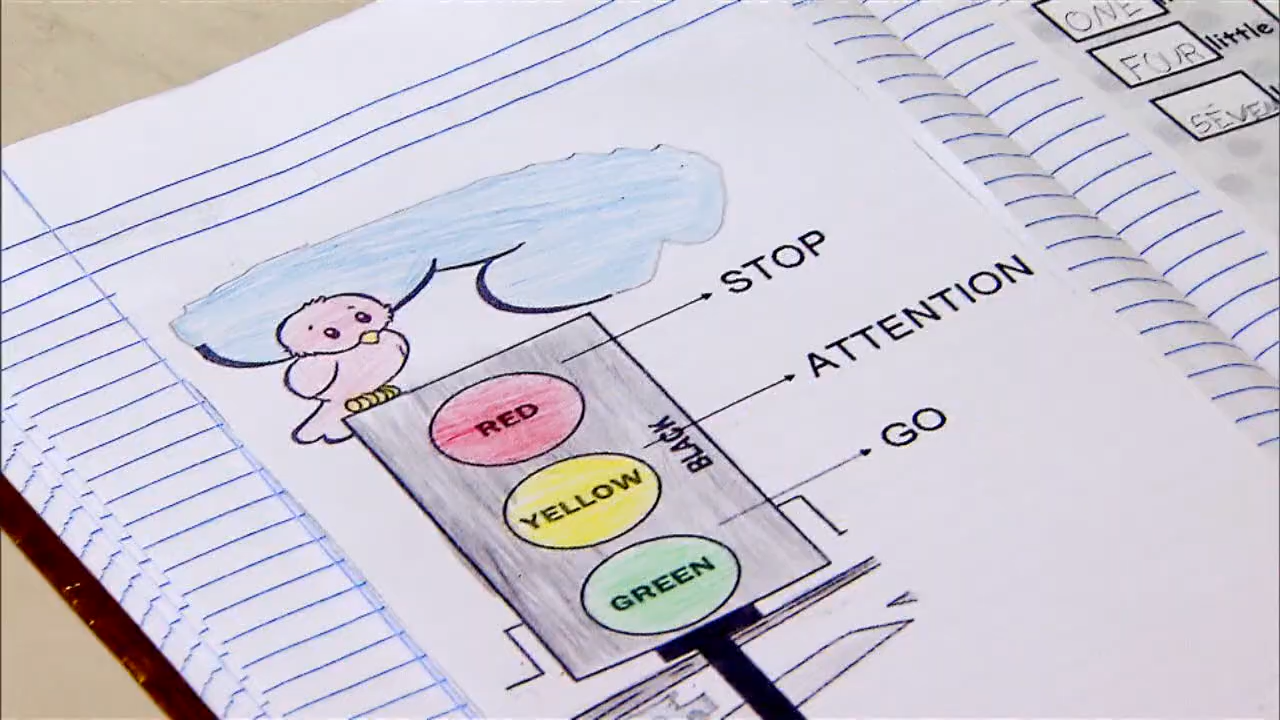 ONE
FOUR little
SEVEN
STOP
ATTENTION
GO
RED
BLACK
YELLOW
GREEN